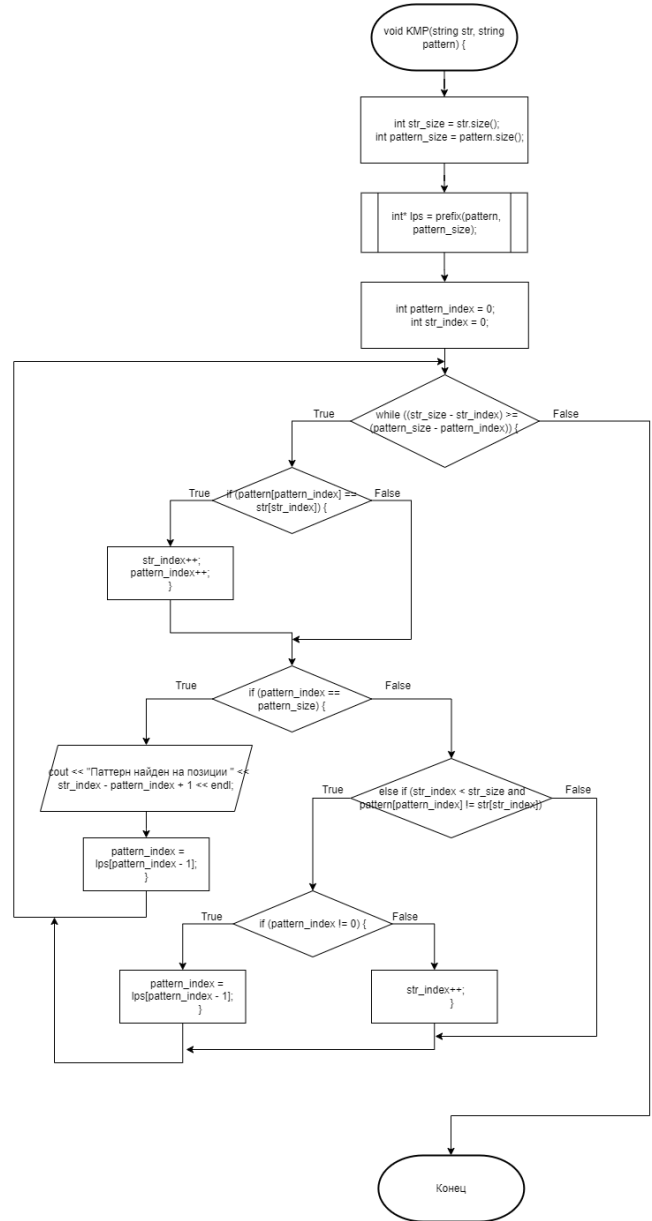 void KMP(string str, string
pattern) {
int str_size = str.size();
int pattern_size = pattern.size();
int* lps = prefix(pattern,
pattern_size);
int pattern_index = 0;
int str_index = 0;
True
while ((str_size - str_index) >=
(pattern_size - pattern_index)) {
False
True
if (pattern[pattern_index] ==
str[str_index]) {
False
str_index++;
pattern_index++;
}
True
if (pattern_index ==
pattern_size) {
False
cout << "Паттерн найден на позиции " <<
str_index - pattern_index + 1 << endl;
True
else if (str_index < str_size and
pattern[pattern_index] != str[str_index])
False
pattern_index =
lps[pattern_index - 1];
}
True
if (pattern_index != 0) {
False
pattern_index =
lps[pattern_index - 1];
}
str_index++;
}
Конец